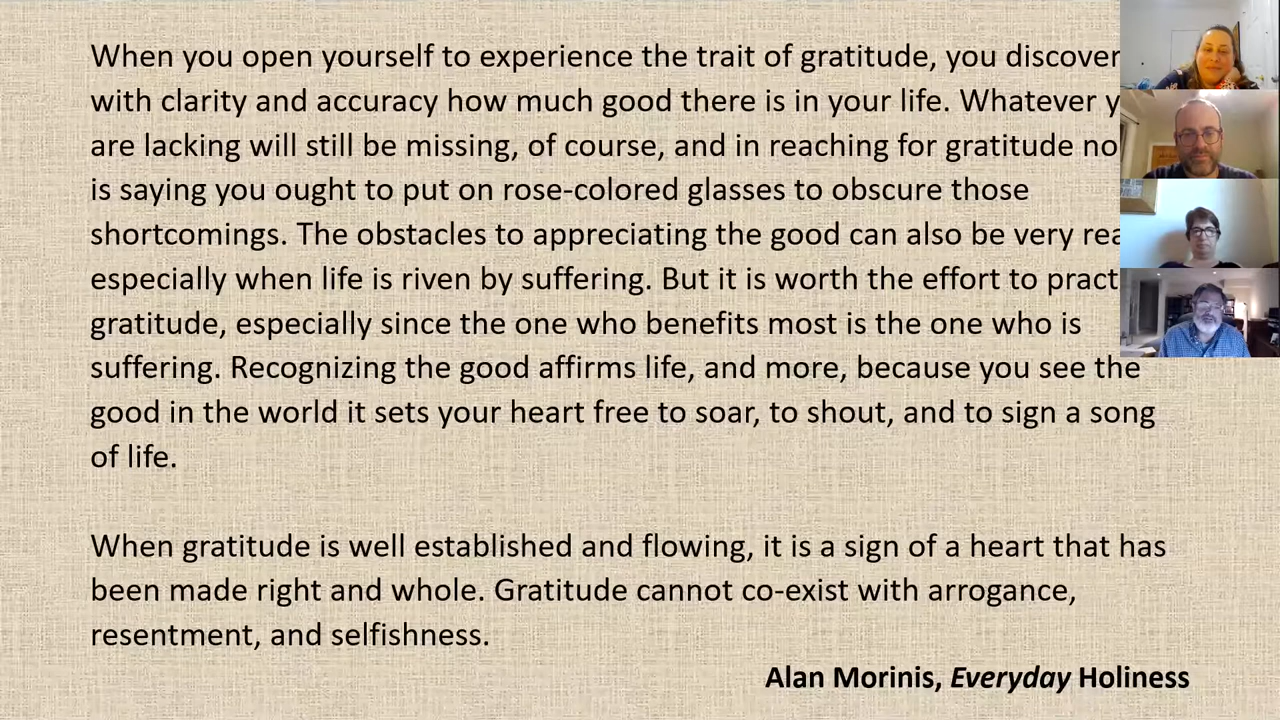 When you open yourself to experience the trait of gratitude, you discover
with clarity and accuracy how much good there is in your life. Whatever
are lacking will still be missing, of course, and in reaching for gratitude
is saying you ought to put on rose-colored glasses to obscure those
shortcomings. The obstacles to appreciating the good can also be very
especially when life is riven by suffering. But it is worth the effort to
gratitude, especially since the one who benefits most is the one who is
suffering. Recognizing the good affirms life, and more, because you see the
good in the world it sets your heart free to soar, to shout, and to sign a song
of life.
When gratitude is well established and flowing, it is a sign of a heart that has
been made right and whole. Gratitude cannot co-exist with arrogance,
resentment, and selfishness.
Alan Morinis, Everyday Holiness